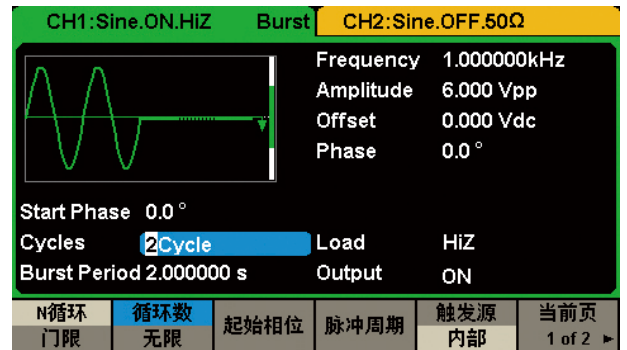 CH1:Sine.ON.HiZ Burst CH2:Sine.OFF.50Ω
Frequency 1.000000kHz
Amplitude 6.000 Vpp
Offset 0.000 Vdc
Phase 0.0 °
Start Phase 0.0 °
Cycles 2Cycle Load HiZ
Burst Period 2.000000 s Output ON
N循环 循环数 起始相位 脉冲周期 触发源 当前页
门限 无限 内部 1 of 2 ►